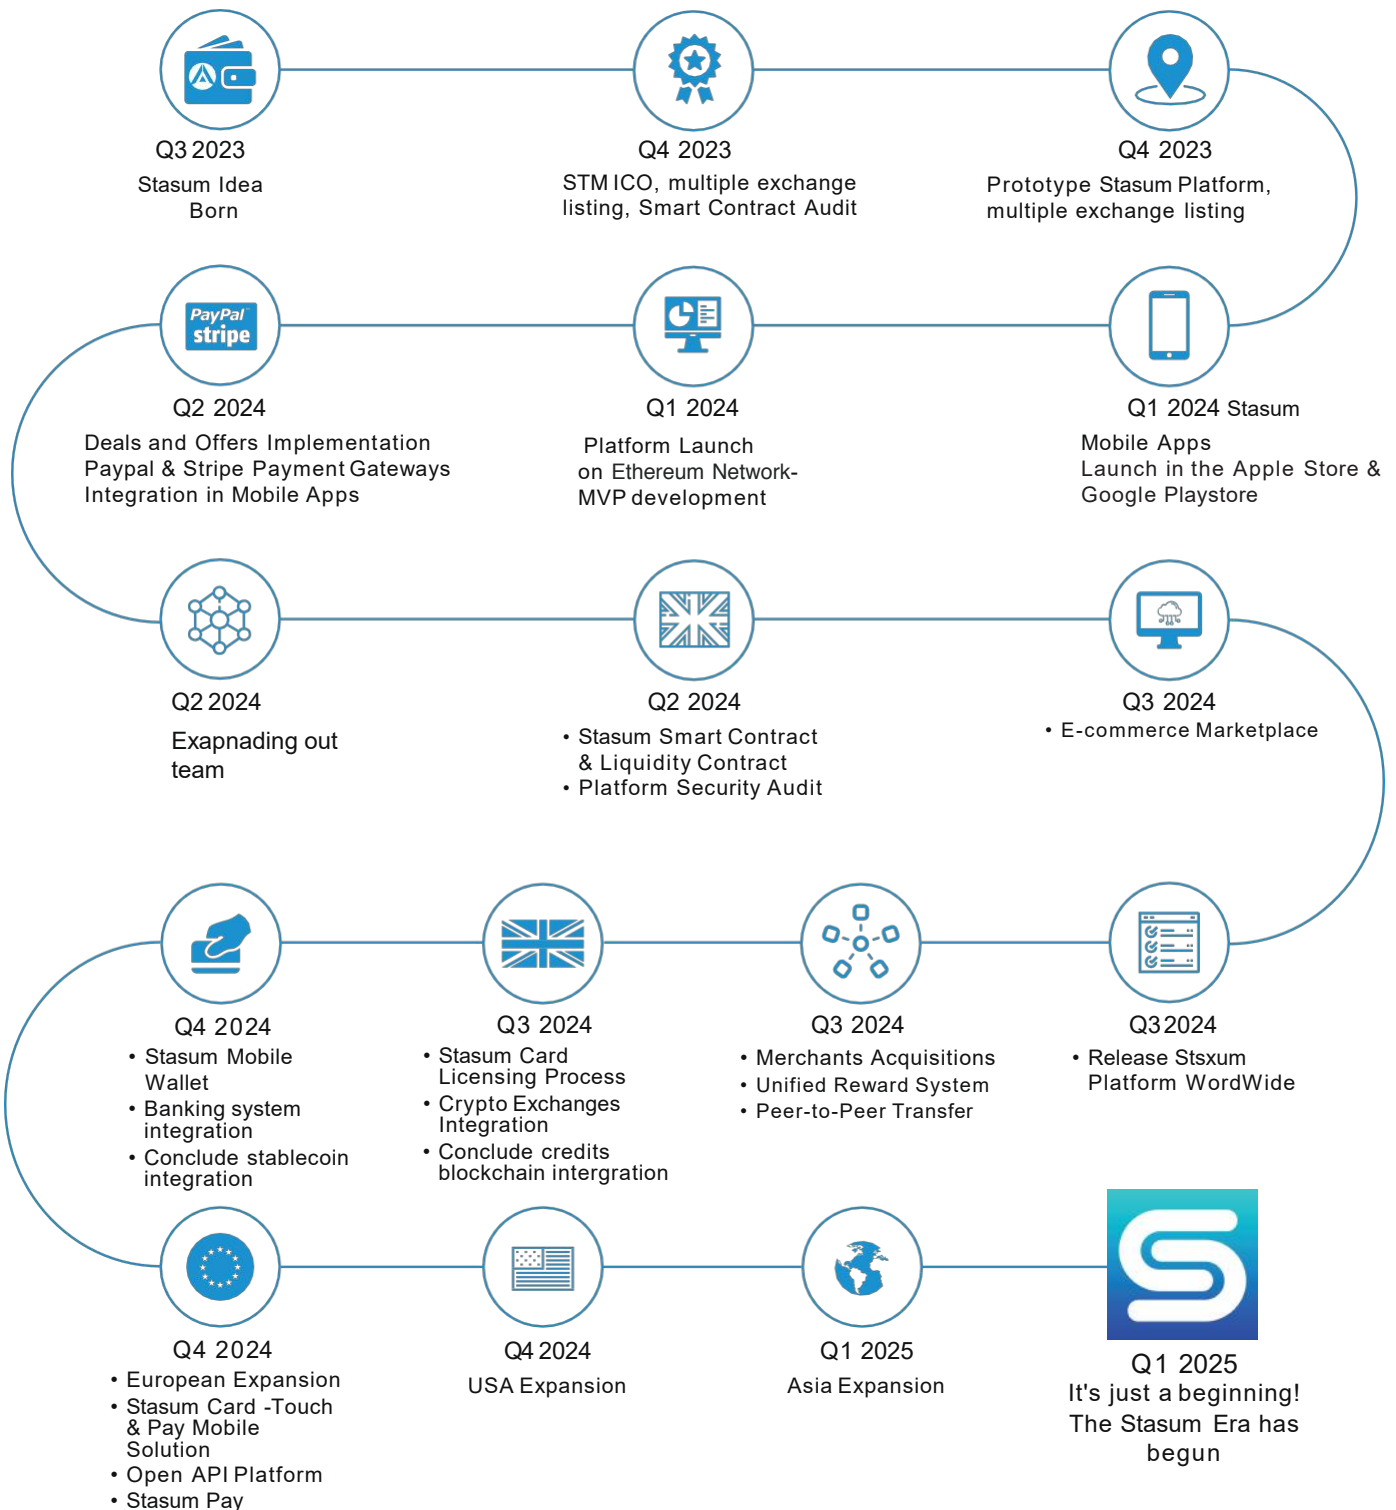 Q3 2023
Stasum Idea
Born
Q4 2023
STM ICO, multiple exchange
listing, Smart Contract Audit
Q4 2023
Prototype Stasum Platform,
multiple exchange listing
PayPal
stripe
Q2 2024
Deals and Offers Implementation
Paypal & Stripe Payment Gateways
Integration in Mobile Apps
Q1 2024
Platform Launch
on Ethereum Network-
MVP development
Q1 2024 Stasum
Mobile Apps
Launch in the Apple Store &
Google Playstore
Q2 2024
Exapnading out
team
Q2 2024
• Stasum Smart Contract
& Liquidity Contract
• Platform Security Audit
Q3 2024
• E-commerce Marketplace
Q4 2024
• Stasum Mobile
Wallet
• Banking system
integration
• Conclude stablecoin
integration
Q3 2024
• Stasum Card
Licensing Process
• Crypto Exchanges
Integration
• Conclude credits
blockchain intergration
Q3 2024
• Merchants Acquisitions
• Unified Reward System
• Peer-to-Peer Transfer
Q3 2024
• Release Stsxum
Platform WordWide
Q4 2024
• European Expansion
• Stasum Card -Touch
& Pay Mobile
Solution
• Open API Platform
• Stasum Pay
Q4 2024
USA Expansion
Q1 2025
Asia Expansion
Q1 2025
It's just a beginning!
The Stasum Era has
begun